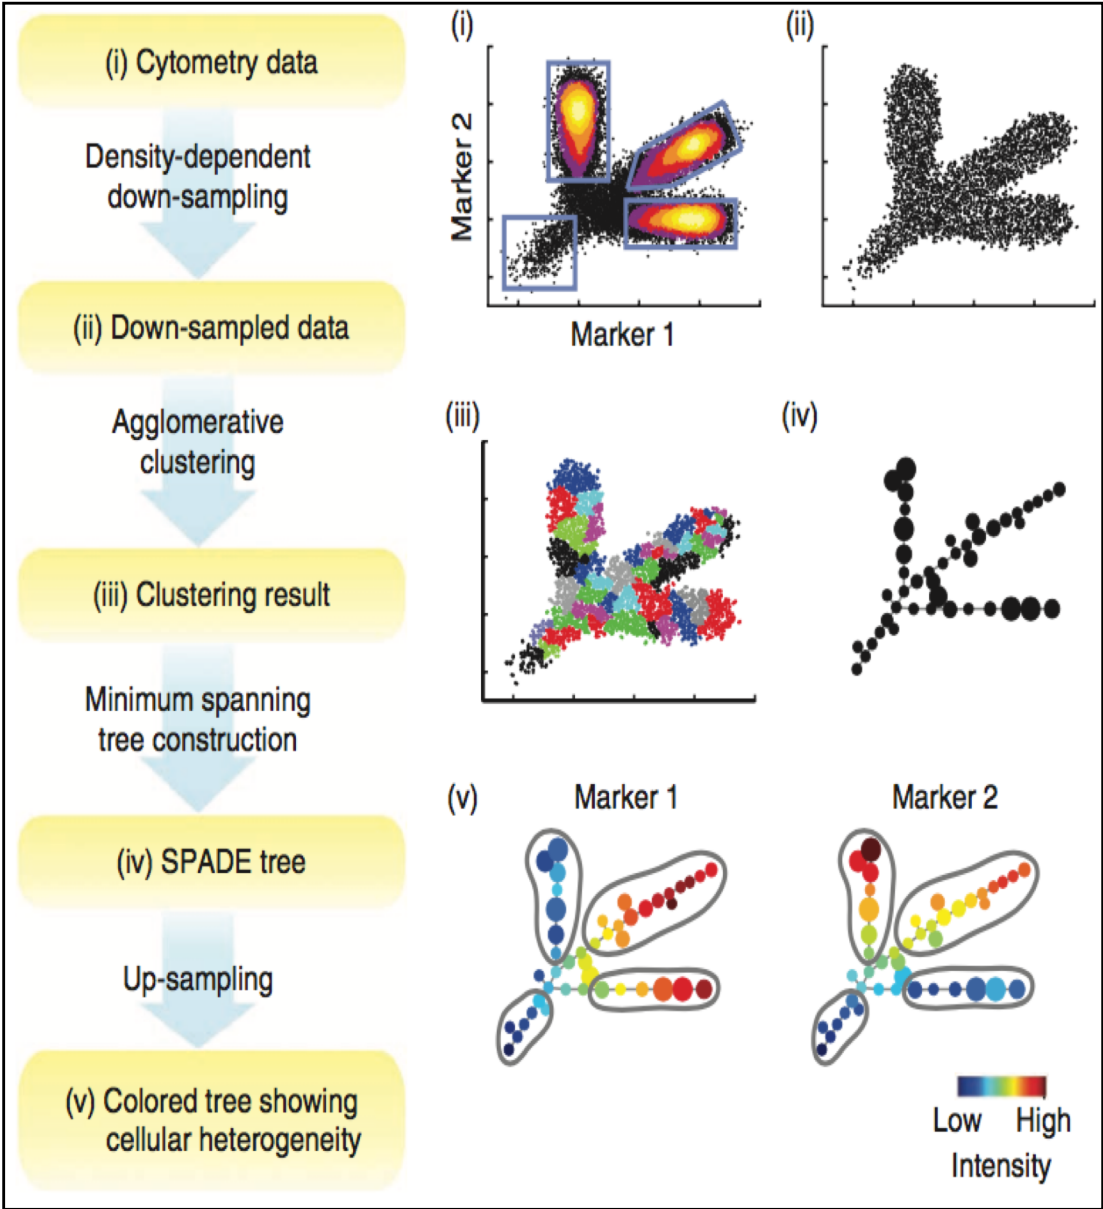 (i) Cytometry data
Density-dependent
down-sampling
(ii) Down-sampled data
Agglomerative
clustering
(iii) Clustering result
Minimum spanning
tree construction
(iv) SPADE tree
Up-sampling
(v) Colored tree showing
cellular heterogeneity
(i)
Marker 2
Marker 1
(ii)
(iii)
(iv)
(v)
Marker 1
Marker 2
Low
High
Intensity